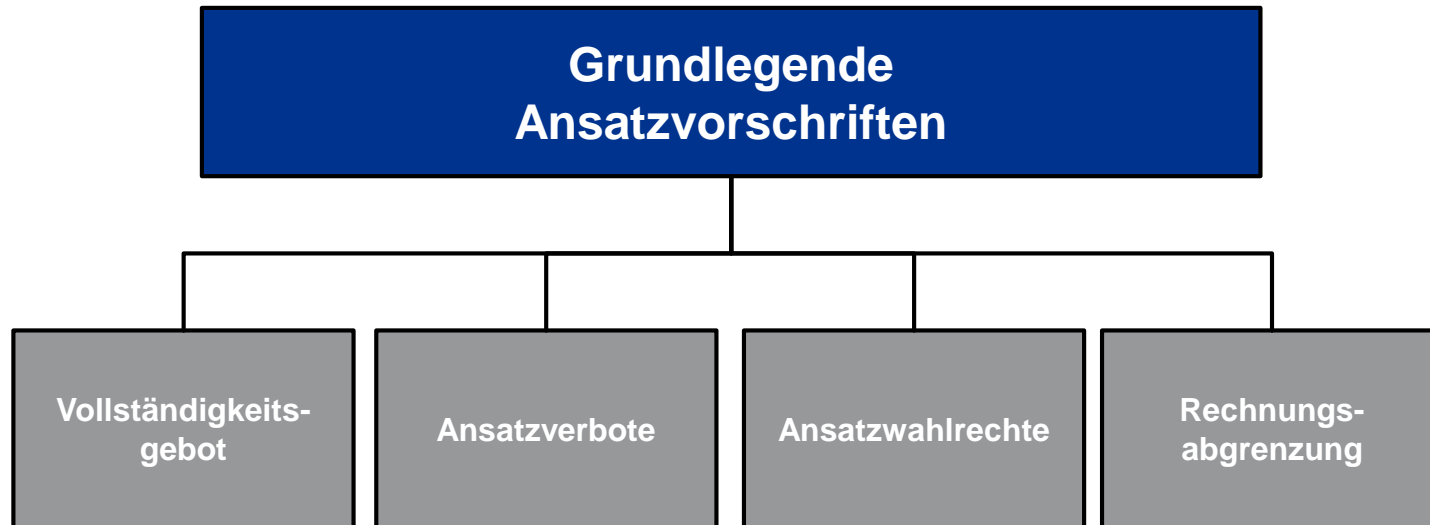 Grundlegende
Ansatzvorschriften
Vollständigkeits-
gebot
Ansatzverbote
Ansatzwahlrechte
Rechnungs-
abgrenzung